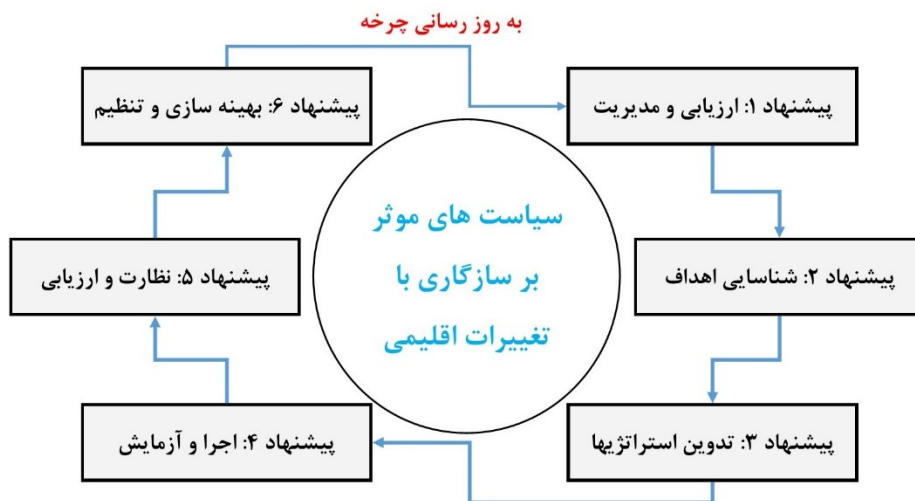 به روز رسانی چرخه
پیشنهاد ۱: ارزیابی و مدیریت
پیشنهاد ۲: شناسایی اهداف
پیشنهاد ۳: تدوین استراتژیها
پیشنهاد ۴: اجرا و آزمایش
پیشنهاد ۵: نظارت و ارزیابی
پیشنهاد ۶: بهینه سازی و تنظیم
سیاست های موثر
بر سازگاری با
تغییرات اقلیمی